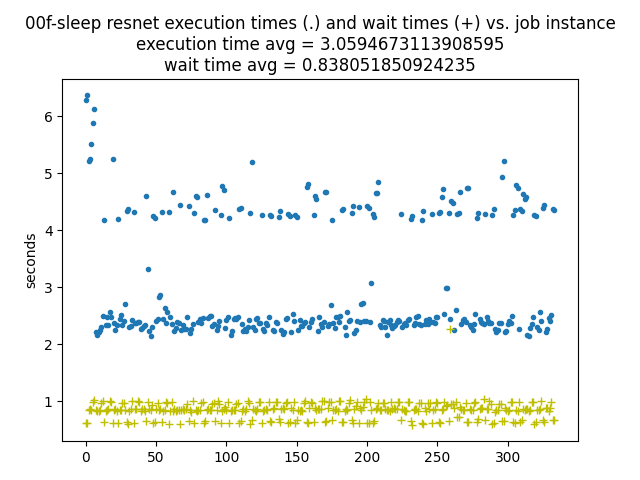 00f-sleep resnet execution times (.) and wait times (+) vs. job instance
execution time avg = 3.0594673113908595
wait time avg = 0.838051850924235
6
5
4
3
2
1
seconds
0 50 100 150 200 250 300